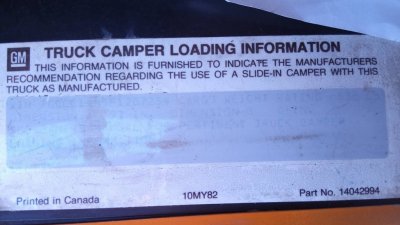 GM
TRUCK CAMPER LOADING INFORMATION
THIS INFORMATION IS FURNISHED TO INDICATE THE MANUFACTURERS
RECOMMENDATION REGARDING THE USE OF A SLIDE-IN CAMPER WITH THIS
TRUCK AS MANUFACTURED.
Printed in Canada 10MY82 Part No. 14042994